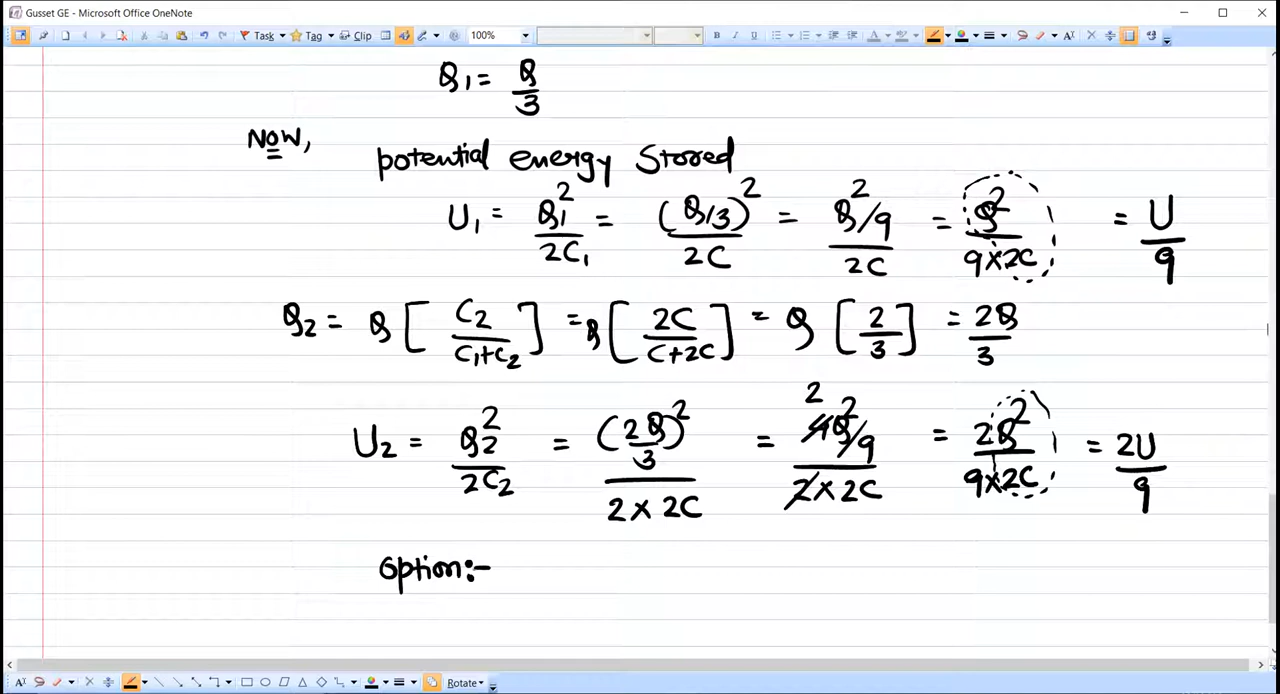 Gusset GE - Microsoft Office OneNote
Task Tag Clip 100% B I U
Q1 = Q/3
NOW,
potential energy Stored
U1 = Q1²/2C1 = (Q/3)²/2C = Q²/9/2C = Q²/9×2C = U/9
Q2 = Q [C2/C1+C2] = Q [2C/C+2C] = Q [2/3] = 2Q/3
U2 = Q2²/2C2 = (2Q/3)²/2×2C = 2 4Q²/9/2×2C = 2Q²/9×2C = 2U/9
Option:-
Rotate